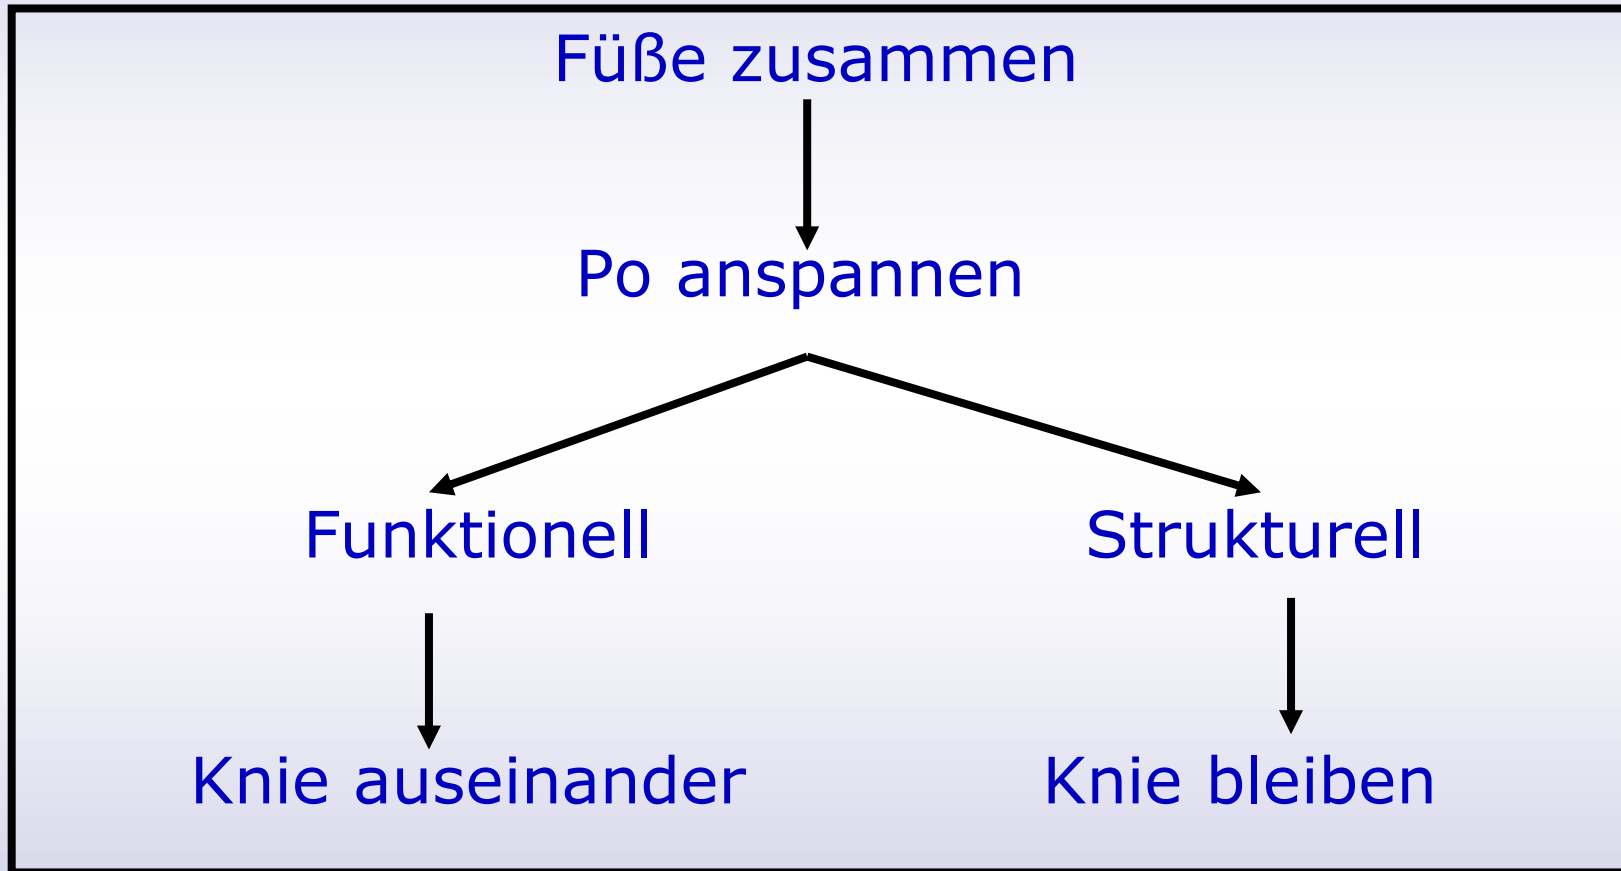 Füße zusammen
Po anspannen
Funktionell
Strukturell
Knie auseinander
Knie bleiben